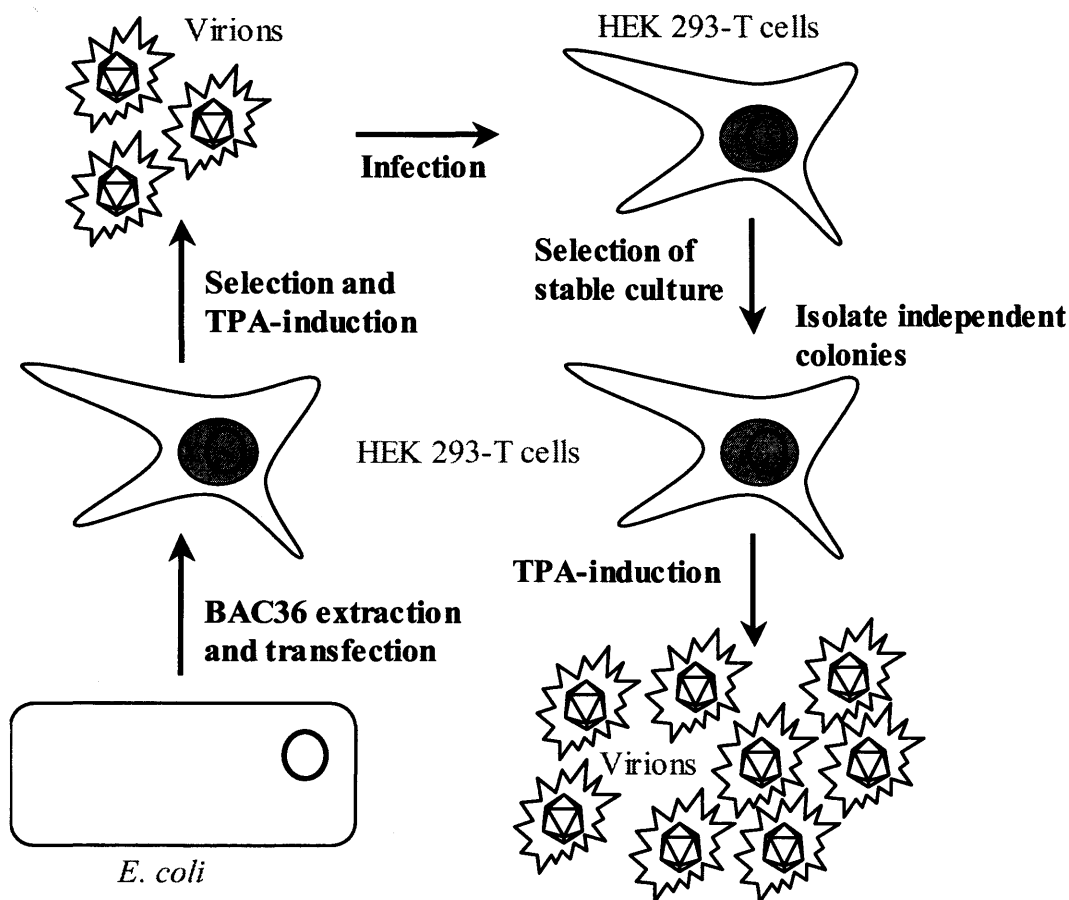 Virions
HEK 293-T cells
Infection
Selection of
stable culture
Selection and
TPA-induction
Isolate independent
colonies
HEK 293-T cells
TPA-induction
BAC36 extraction
and transfection
Virions
E. coli